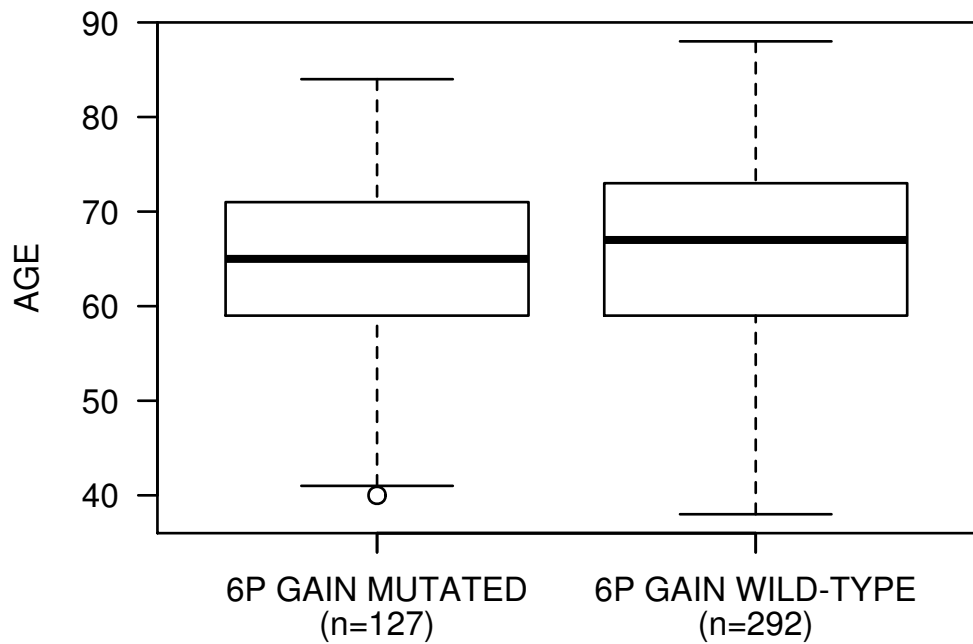 90
80
70
60
50
40
AGE
6P GAIN MUTATED
(n=127)
6P GAIN WILD-TYPE
(n=292)